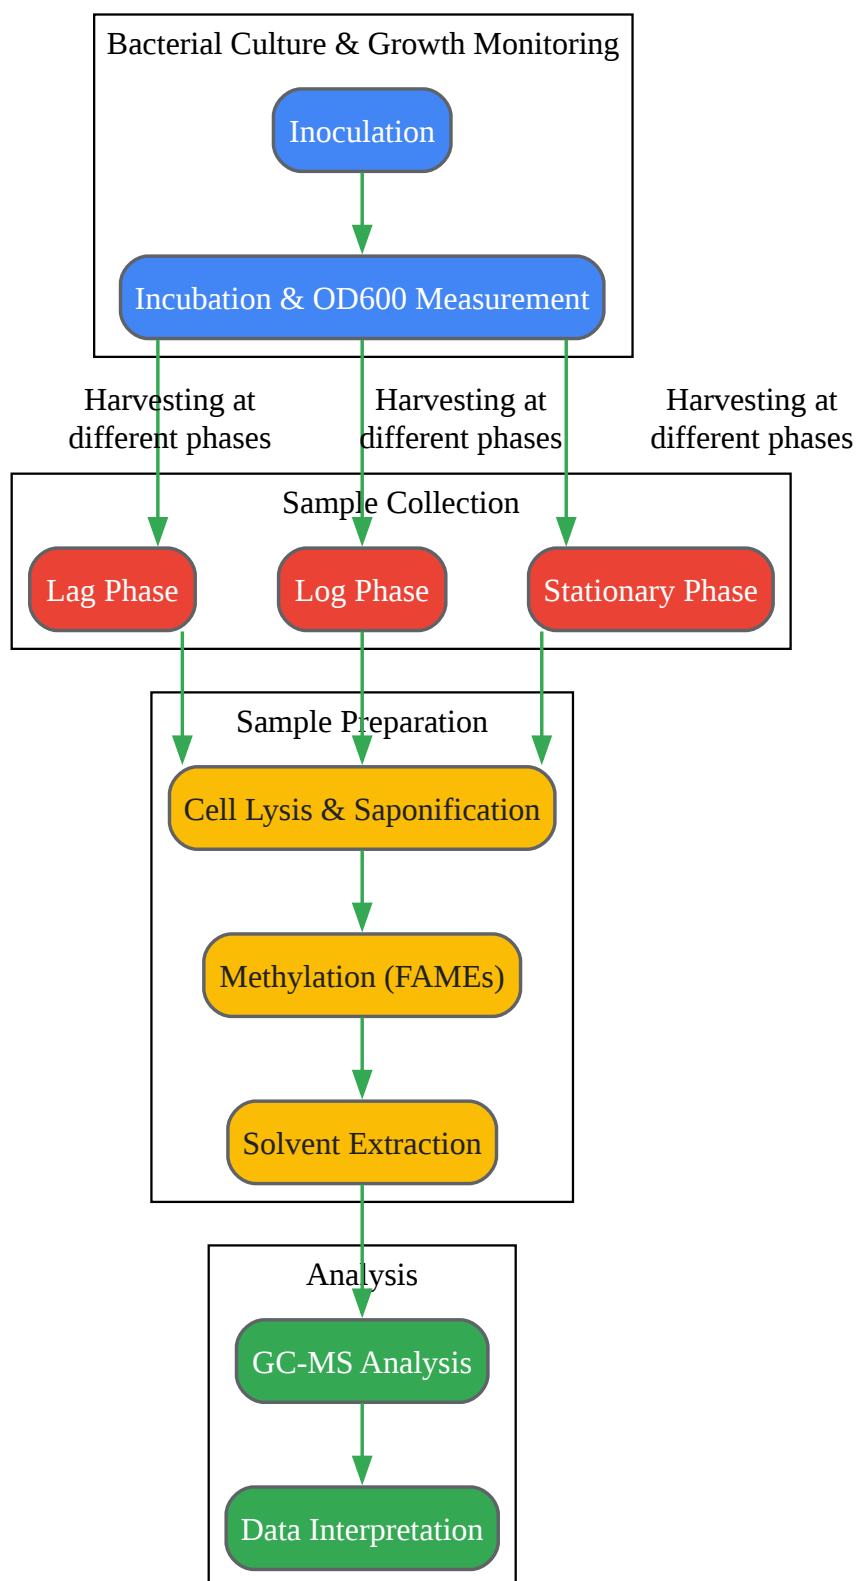 Bacterial Culture & Growth Monitoring
Inoculation
Incubation & OD600 Measurement
Harvesting at
different phases
Harvesting at
different phases
Harvesting at
different phases
Sample Collection
Lag Phase
Log Phase
Stationary Phase
Sample Preparation
Cell Lysis & Saponification
Methylation (FAMEs)
Solvent Extraction
Analysis
GC-MS Analysis
Data Interpretation